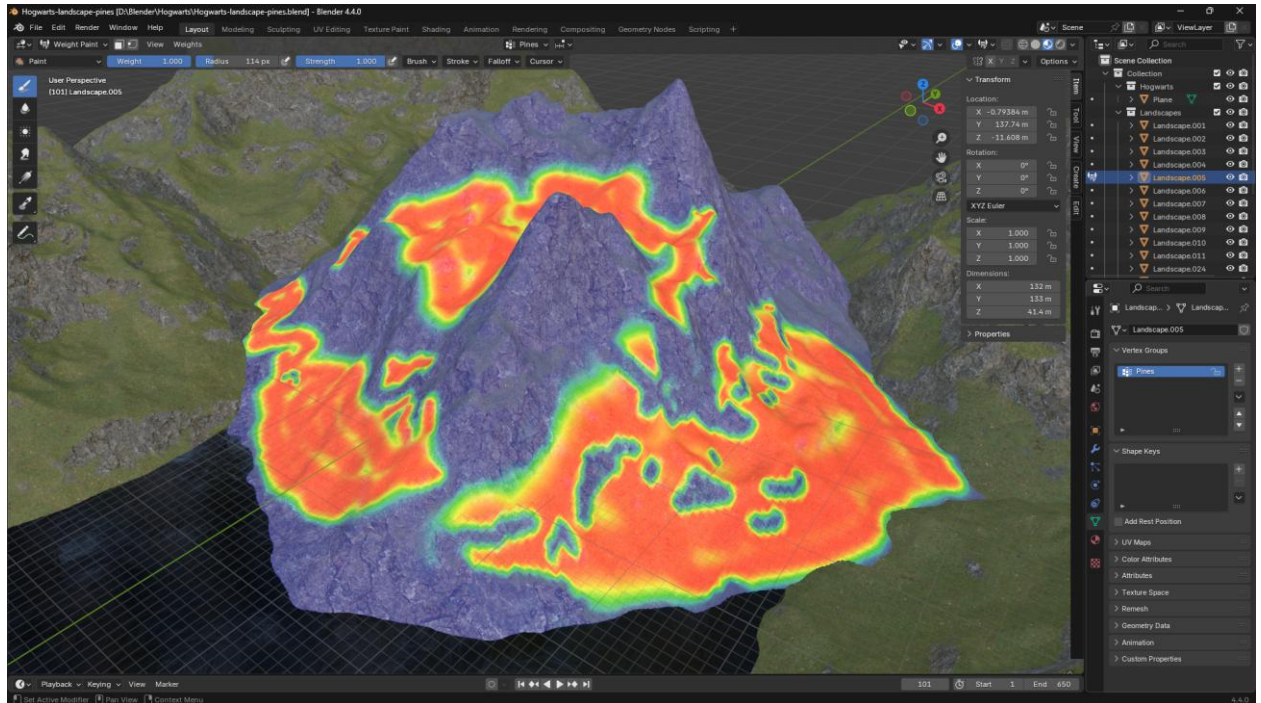 Hogwarts-landscape-pines [D:\Blender\Hogwarts\Hogwarts-landscape-pines.blend] - Blender 4.4.0
File Edit Render Window Help Layout Modeling Sculpting UV Editing Texture Paint Shading Animation Rendering Compositing Geometry Nodes Scripting + Scene ViewLayer
Weight Paint View Weights Pines Search
Paint Weight 1.000 Radius 114 px Strength 1.000 Brush Stroke Falloff Cursor X Y Z Options
User Perspective
(101) Landscape.005
Z
Y
X
Transform
Location:
X -0.79384 m
Y 137.74 m
Z -11.608 m
Rotation:
X 0°
Y 0°
Z 0°
XYZ Euler
Scale:
X 1.000
Y 1.000
Z 1.000
Dimensions:
X 132 m
Y 133 m
Z 41.4 m
Properties
Item
Tool
View
Create
Edit
Scene Collection
Collection
Hogwarts
Plane
Landscapes
Landscape.001
Landscape.002
Landscape.003
Landscape.004
Landscape.005
Landscape.006
Landscape.007
Landscape.008
Landscape.009
Landscape.010
Landscape.011
Landscape.024
Search
Landscap... > Landscap...
Landscape.005
Vertex Groups
Pines
Shape Keys
Add Rest Position
UV Maps
Color Attributes
Attributes
Texture Space
Remesh
Geometry Data
Animation
Custom Properties
Playback Keying View Marker 101 Start 1 End 650
Set Active Modifier Pan View Context Menu 4.4.0